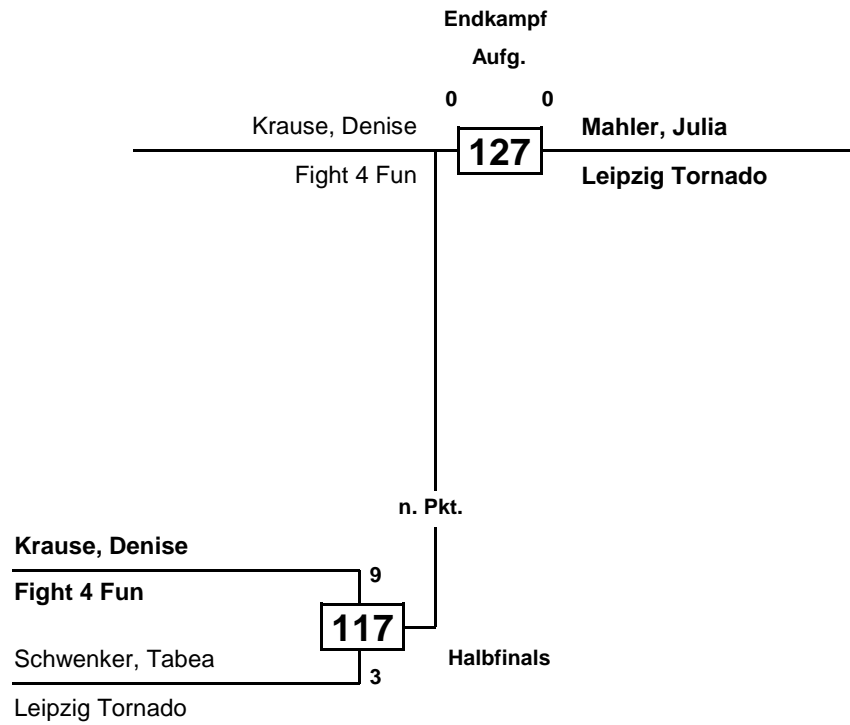 Endkampf
Aufg.
0 0
Krause, Denise
Fight 4 Fun
127
Mahler, Julia
Leipzig Tornado
n. Pkt.
Krause, Denise
Fight 4 Fun
9
117
Halbfinals
Schwenker, Tabea
Leipzig Tornado
3